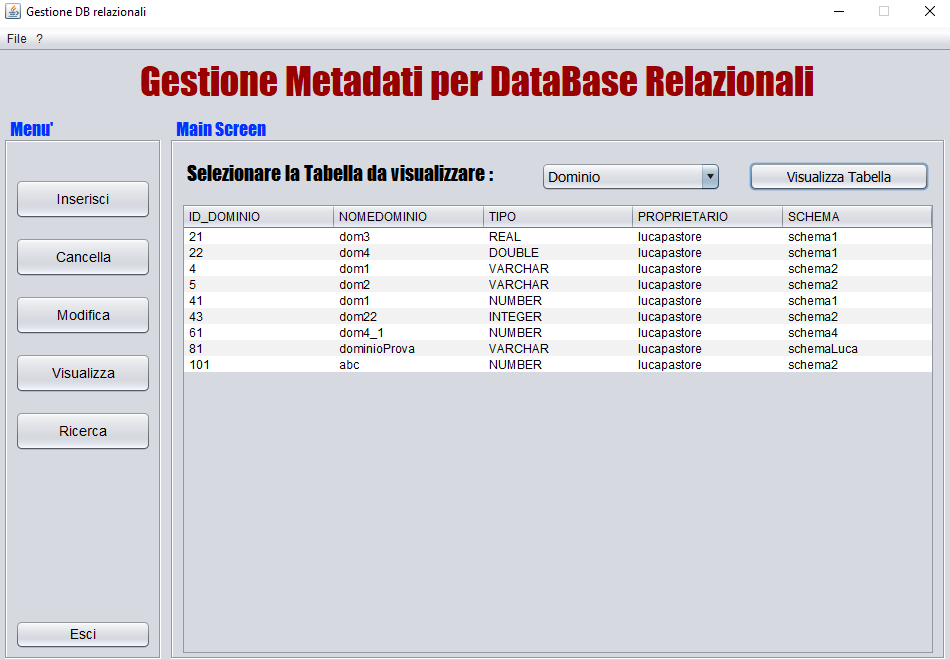 Gestione DB relazionali
File ?
Gestione Metadati per DataBase Relazionali
Menu'
Main Screen
Inserisci
Cancella
Modifica
Visualizza
Ricerca
Esci
Selezionare la Tabella da visualizzare :
Dominio
Visualizza Tabella
ID_DOMINIO NOMEDOMINIO TIPO PROPRIETARIO SCHEMA
21 dom3 REAL lucapastore schema1
22 dom4 DOUBLE lucapastore schema1
4 dom1 VARCHAR lucapastore schema2
5 dom2 VARCHAR lucapastore schema2
41 dom1 NUMBER lucapastore schema1
43 dom22 INTEGER lucapastore schema2
61 dom4_1 NUMBER lucapastore schema4
81 dominioProva VARCHAR lucapastore schemaLuca
101 abc NUMBER lucapastore schema2